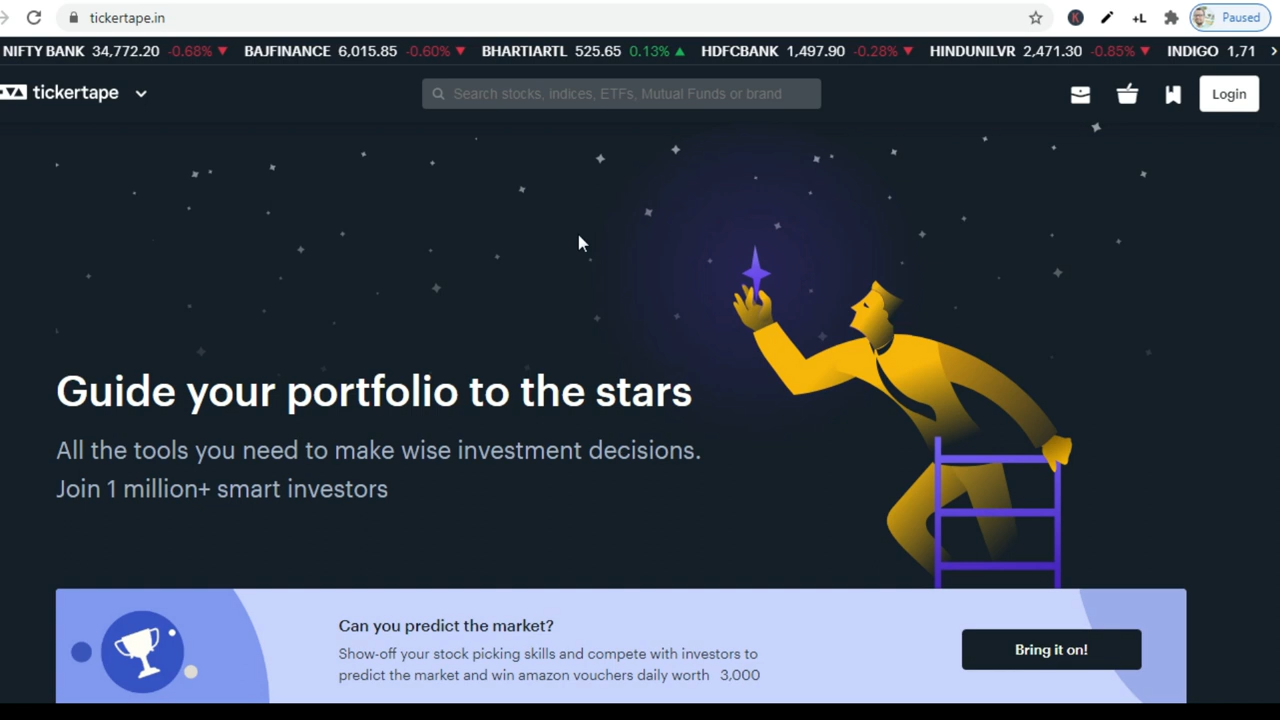 tickertape.in
Paused
NIFTY BANK 34,772.20 -0.68% BAJFINANCE 6,015.85 -0.60% BHARTIARTL 525.65 0.13% HDFCBANK 1,497.90 -0.28% HINDUNILVR 2,471.30 -0.85% INDIGO 1,71
tickertape
Search stocks, indices, ETFs, Mutual Funds or brand
Login
Guide your portfolio to the stars
All the tools you need to make wise investment decisions.
Join 1 million+ smart investors
Can you predict the market?
Show-off your stock picking skills and compete with investors to
predict the market and win amazon vouchers daily worth 3,000
Bring it on!